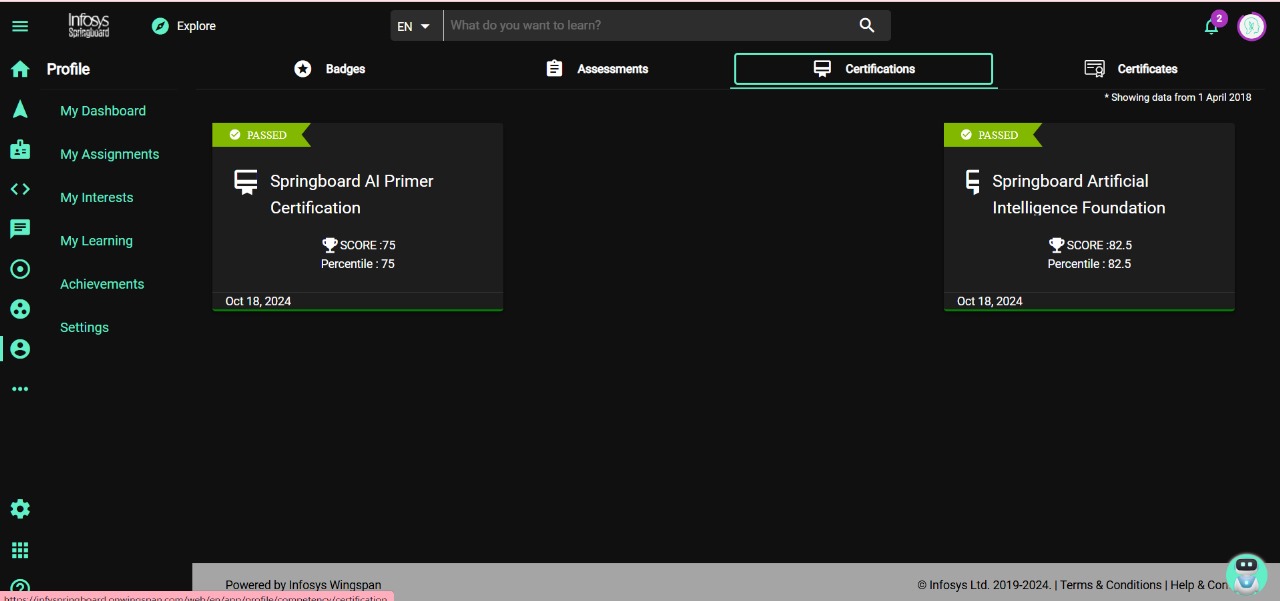 Infosys
Springboard
Explore
EN
What do you want to learn?
2
Profile
Badges
Assessments
Certifications
Certificates
* Showing data from 1 April 2018
My Dashboard
My Assignments
My Interests
My Learning
Achievements
Settings
PASSED
Springboard AI Primer
Certification
SCORE :75
Percentile : 75
Oct 18, 2024
PASSED
Springboard Artificial
Intelligence Foundation
SCORE :82.5
Percentile : 82.5
Oct 18, 2024
Powered by Infosys Wingspan
© Infosys Ltd. 2019-2024. | Terms & Conditions | Help & Con
https://infyspringboard.onwingspan.com/web/en/app/profile/competency/certification